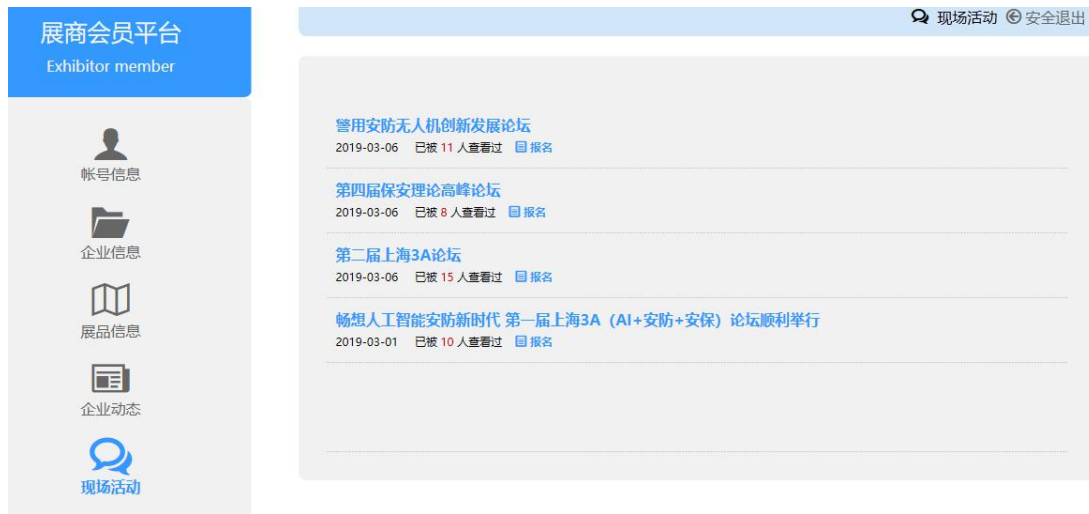 展商会员平台
Exhibitor member
帐号信息
企业信息
展品信息
企业动态
现场活动
现场活动 安全退出
警用安防无人机创新发展论坛
2019-03-06 已被 11 人查看过 报名
第四届保安理论高峰论坛
2019-03-06 已被 8 人查看过 报名
第二届上海3A论坛
2019-03-06 已被 15 人查看过 报名
畅想人工智能安防新时代 第一届上海3A（AI+安防+安保）论坛顺利举行
2019-03-01 已被 10 人查看过 报名